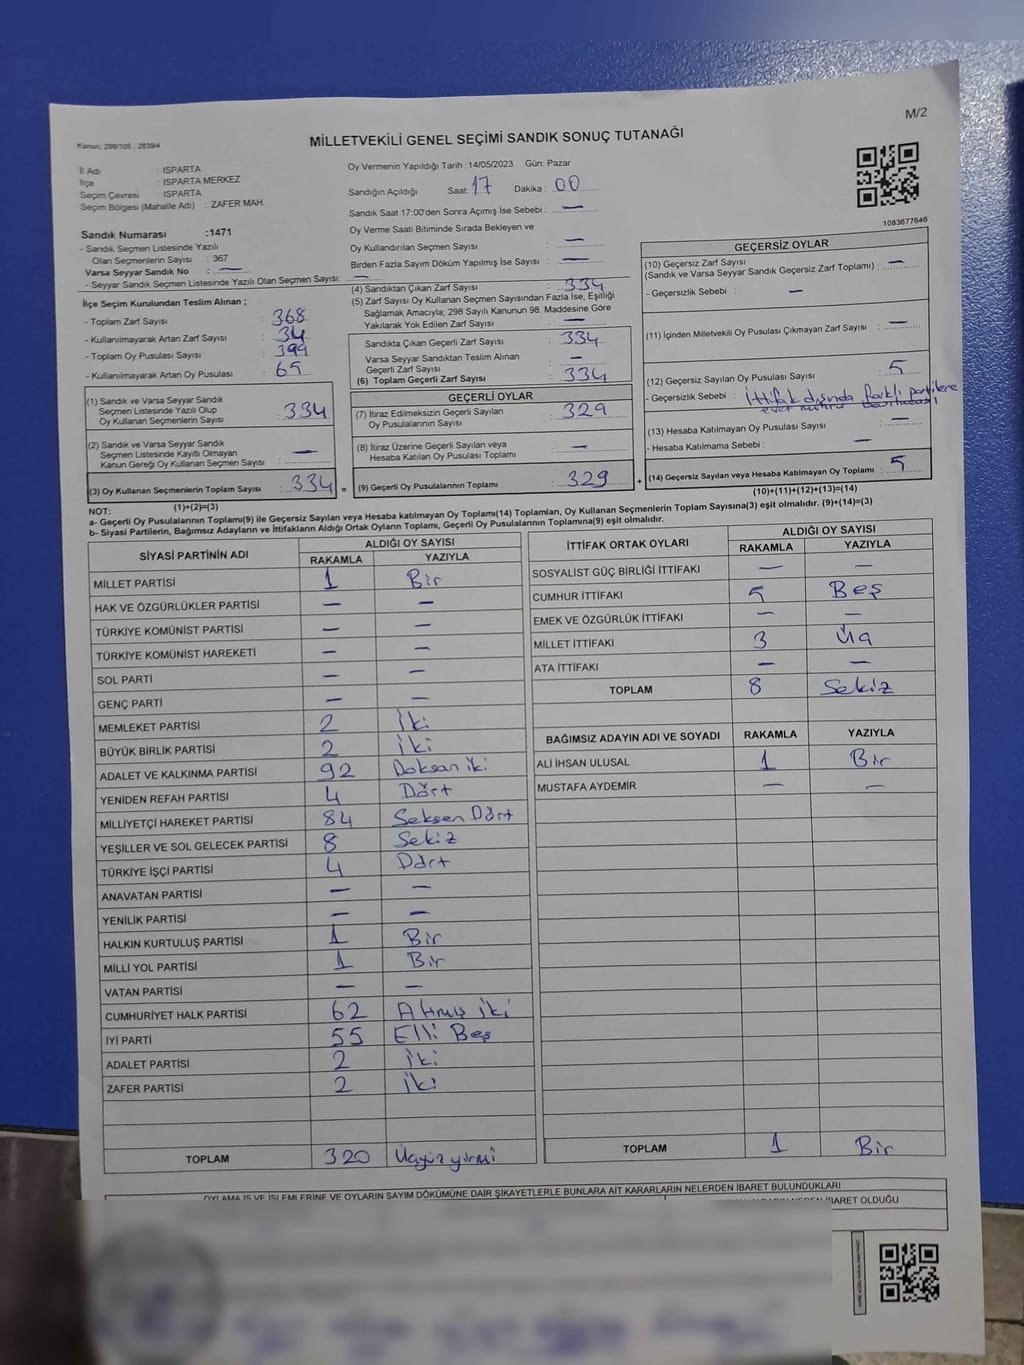 M/2
Kanun; 298/105 , 2839/4
MİLLETVEKİLİ GENEL SEÇİMİ SANDIK SONUÇ TUTANAĞI
İl Adı : ISPARTA
İlçe : ISPARTA MERKEZ
Seçim Çevresi : ISPARTA
Seçim Bölgesi (Mahalle Adı) : ZAFER MAH.
Oy Vermenin Yapıldığı Tarih :14/05/2023 Gün: Pazar
Sandığın Açıldığı Saat: 17 Dakika : 00
Sandık Saat 17:00'den Sonra Açımış İse Sebebi : —
Oy Verme Saati Bitiminde Sırada Bekleyen ve
Oy Kullandırılan Seçmen Sayısı : —
Birden Fazla Sayım Döküm Yapılmış İse Sayısı : —
1083677646
Sandık Numarası :1471
- Sandık Seçmen Listesinde Yazılı
Olan Seçmenlerin Sayısı : 367
Varsa Seyyar Sandık No : —
- Seyyar Sandık Seçmen Listesinde Yazılı Olan Seçmen Sayısı: —
İlçe Seçim Kurulundan Teslim Alınan ;
- Toplam Zarf Sayısı : 368
- Kullanılmayarak Artan Zarf Sayısı : 34
- Toplam Oy Pusulası Sayısı : 399
- Kullanılmayarak Artan Oy Pusulası : 65
(1) Sandık ve Varsa Seyyar Sandık
Seçmen Listesinde Yazılı Olup
Oy Kullanan Seçmenlerin Sayısı : 334
(2) Sandık ve Varsa Seyyar Sandık
Seçmen Listesinde Kayıtlı Olmayan
Kanun Gereği Oy Kullanan Seçmen Sayısı : —
(3) Oy Kullanan Seçmenlerin Toplam Sayısı : 334
(1)+(2)=(3)
(4) Sandıktan Çıkan Zarf Sayısı : 334
(5) Zarf Sayısı Oy Kullanan Seçmen Sayısından Fazla İse, Eşitliği
Sağlamak Amacıyla; 298 Sayılı Kanunun 98. Maddesine Göre
Yakılarak Yok Edilen Zarf Sayısı : —
Sandıkta Çıkan Geçerli Zarf Sayısı : 334
Varsa Seyyar Sandıktan Teslim Alınan
Geçerli Zarf Sayısı : —
(6) Toplam Geçerli Zarf Sayısı : 334
GEÇERLİ OYLAR
(7) İtiraz Edilmeksizin Geçerli Sayılan
Oy Pusulalarının Sayısı : 329
(8) İtiraz Üzerine Geçerli Sayılan veya
Hesaba Katılan Oy Pusulası Toplamı : —
= (9) Geçerli Oy Pusulalarının Toplamı : 329 +
GEÇERSİZ OYLAR
(10) Geçersiz Zarf Sayısı
(Sandık ve Varsa Seyyar Sandık Geçersiz Zarf Toplamı) : —
- Geçersizlik Sebebi : —
(11) İçinden Milletvekili Oy Pusulası Çıkmayan Zarf Sayısı : —
(12) Geçersiz Sayılan Oy Pusulası Sayısı : 5
- Geçersizlik Sebebi : İttifak dışında farklı partilere
evet mührü basılması
(13) Hesaba Katılmayan Oy Pusulası Sayısı : —
- Hesaba Katılmama Sebebi : —
(14) Geçersiz Sayılan veya Hesaba Katılmayan Oy Toplamı : 5
(10)+(11)+(12)+(13)=(14)
NOT:
a- Geçerli Oy Pusulaları Toplamı(9) ile Geçersiz Sayılan veya Hesaba katılmayan Oy Toplamı(14) Toplamları, Oy Kullanan Seçmenlerin Toplam Sayısına(3) eşit olmalıdır. (9)+(14)=(3)
b- Siyasi Partilerin, Bağımsız Adayların ve İttifakların Aldığı Ortak Oyların Toplamı, Geçerli Oy Pusulalarının Toplamına(9) eşit olmalıdır.
SİYASİ PARTİNİN ADI ALDIĞI OY SAYISI
RAKAMLA YAZIYLA
MİLLET PARTİSİ 1 Bir
HAK VE ÖZGÜRLÜKLER PARTİSİ — —
TÜRKİYE KOMÜNİST PARTİSİ — —
TÜRKİYE KOMÜNİST HAREKETİ — —
SOL PARTİ — —
GENÇ PARTİ — —
MEMLEKET PARTİSİ 2 İki
BÜYÜK BİRLİK PARTİSİ 2 İki
ADALET VE KALKINMA PARTİSİ 92 Doksan iki
YENİDEN REFAH PARTİSİ 4 Dört
MİLLİYETÇİ HAREKET PARTİSİ 84 Seksen Dört
YEŞİLLER VE SOL GELECEK PARTİSİ 8 Sekiz
TÜRKİYE İŞÇİ PARTİSİ 4 Dört
ANAVATAN PARTİSİ — —
YENİLİK PARTİSİ — —
HALKIN KURTULUŞ PARTİSİ 1 Bir
MİLLİ YOL PARTİSİ 1 Bir
VATAN PARTİSİ — —
CUMHURİYET HALK PARTİSİ 62 Altmış iki
İYİ PARTİ 55 Elli Beş
ADALET PARTİSİ 2 İki
ZAFER PARTİSİ 2 İki
TOPLAM 320 Üçyüz yirmi
İTTİFAK ORTAK OYLARI ALDIĞI OY SAYISI
RAKAMLA YAZIYLA
SOSYALİST GÜÇ BİRLİĞİ İTTİFAKI — —
CUMHUR İTTİFAKI 5 Beş
EMEK VE ÖZGÜRLÜK İTTİFAKI — —
MİLLET İTTİFAKI 3 Üç
ATA İTTİFAKI — —
TOPLAM 8 Sekiz
BAĞIMSIZ ADAYIN ADI VE SOYADI RAKAMLA YAZIYLA
ALİ İHSAN ULUSAL 1 Bir
MUSTAFA AYDEMİR — —
TOPLAM 1 Bir
OYLAMA İŞ VE İŞLEMLERİNE VE OYLARIN SAYIM DÖKÜMÜNE DAİR ŞİKAYETLERLE BUNLARA AİT KARARLARIN NELERDEN İBARET BULUNDUKLARI
İBARET OLDUĞU